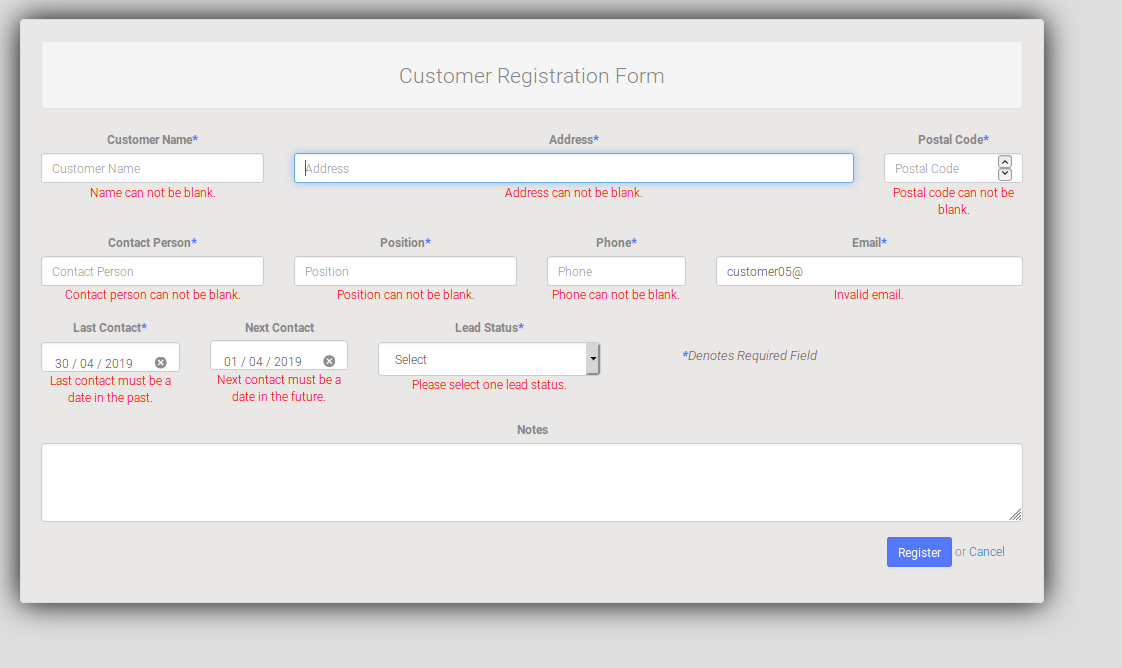 Customer Registration Form
Customer Name* Address* Postal Code*
Customer Name Address Postal Code
Name can not be blank. Address can not be blank. Postal code can not be
blank.
Contact Person* Position* Phone* Email*
Contact Person Position Phone customer05@
Contact person can not be blank. Position can not be blank. Phone can not be blank. Invalid email.
Last Contact* Next Contact Lead Status*
30 / 04 / 2019 01 / 04 / 2019 Select *Denotes Required Field
Last contact must be a Next contact must be a Please select one lead status.
date in the past. date in the future.
Notes
Register or Cancel